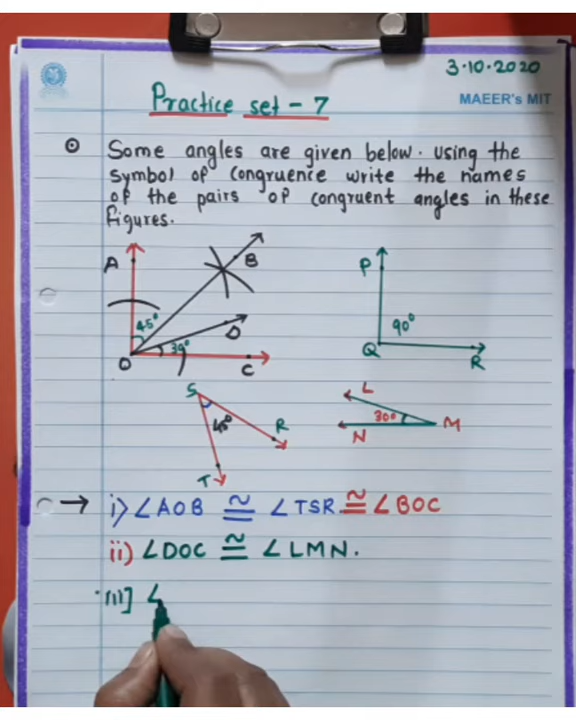 3·10·2020
MAEER's MIT
Practice set - 7
Some angles are given below. using the
symbol of congruence write the names
of the pairs of congruent angles in these
figures.
A
B
45°
D
30°
O
C
P
90°
Q
R
S
45°
R
T
L
30°
M
N
→ i) ∠AOB ≅ ∠TSR ≅ ∠BOC
ii) ∠DOC ≅ ∠LMN.
iii] ∠